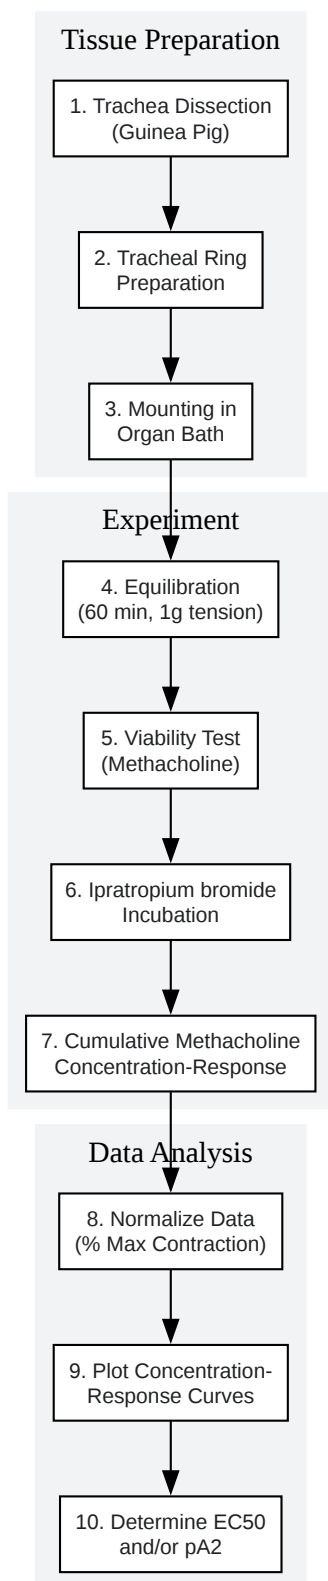 Tissue Preparation
1. Trachea Dissection
(Guinea Pig)
2. Tracheal Ring
Preparation
3. Mounting in
Organ Bath
Experiment
4. Equilibration
(60 min, 1g tension)
5. Viability Test
(Methacholine)
6. Ipratropium bromide
Incubation
7. Cumulative Methacholine
Concentration-Response
Data Analysis
8. Normalize Data
(% Max Contraction)
9. Plot Concentration-
Response Curves
10. Determine EC50
and/or pA2